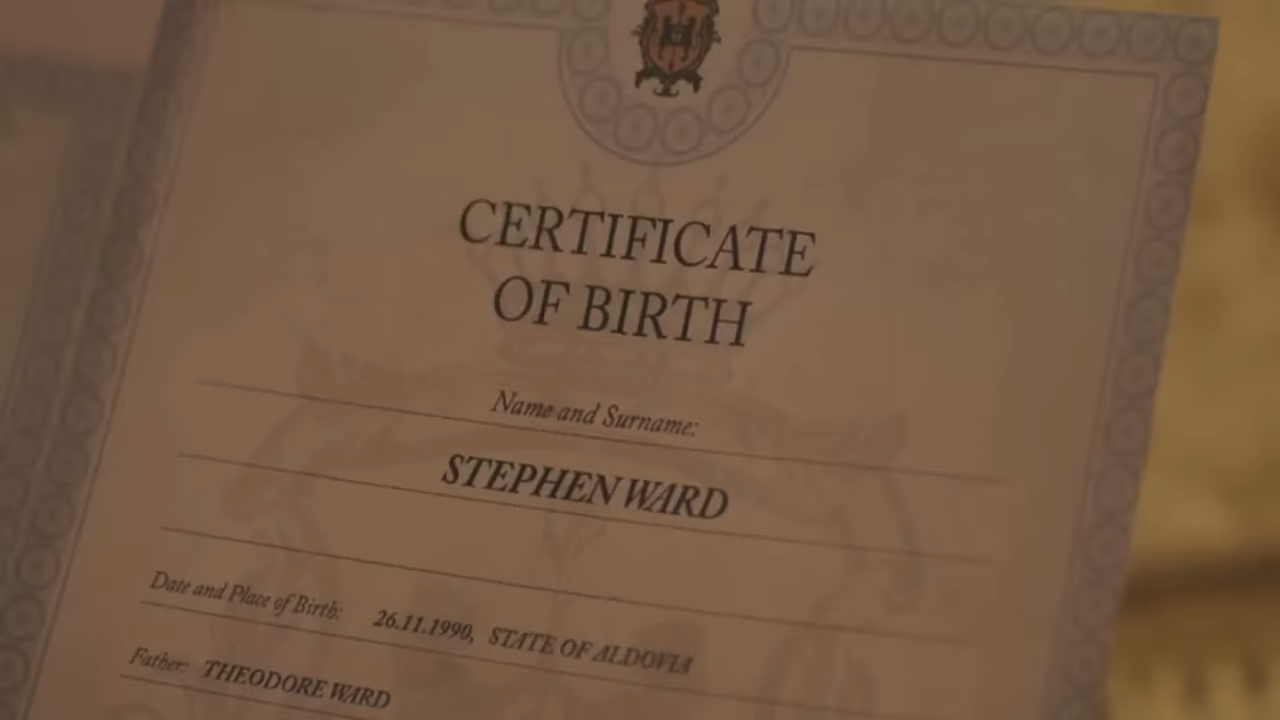 CERTIFICATE
OF BIRTH
Name and Surname:
STEPHEN WARD
Date and Place of Birth: 26.11.1990, STATE OF ALDOVIA
Father: THEODORE WARD